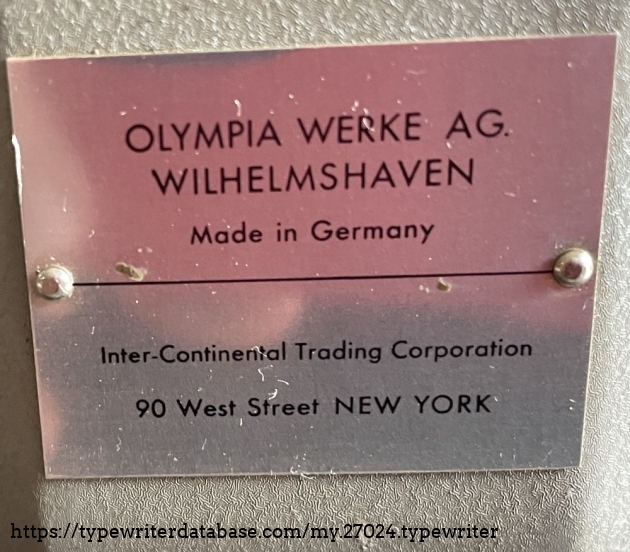 OLYMPIA WERKE AG.
WILHELMSHAVEN
Made in Germany
Inter-Continental Trading Corporation
90 West Street NEW YORK
https://typewriterdatabase.com/my.27024.typewriter